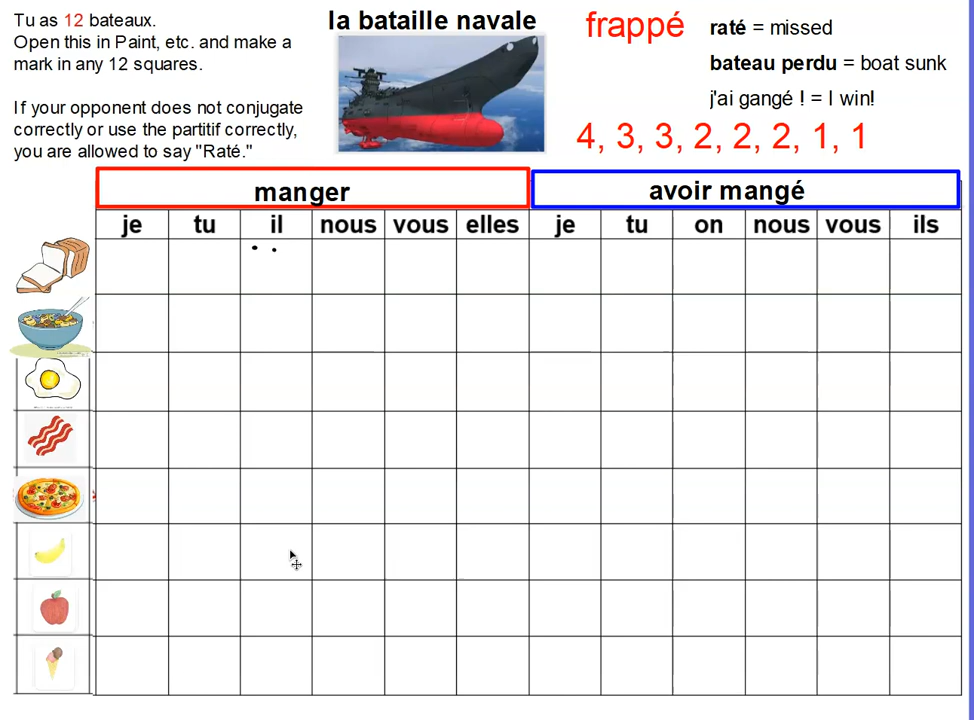 Tu as 12 bateaux.
Open this in Paint, etc. and make a
mark in any 12 squares.
If your opponent does not conjugate
correctly or use the partitif correctly,
you are allowed to say "Raté."
la bataille navale
frappé
raté = missed
bateau perdu = boat sunk
j'ai gangé ! = I win!
4, 3, 3, 2, 2, 2, 1, 1
manger
avoir mangé
je tu il nous vous elles je tu on nous vous ils